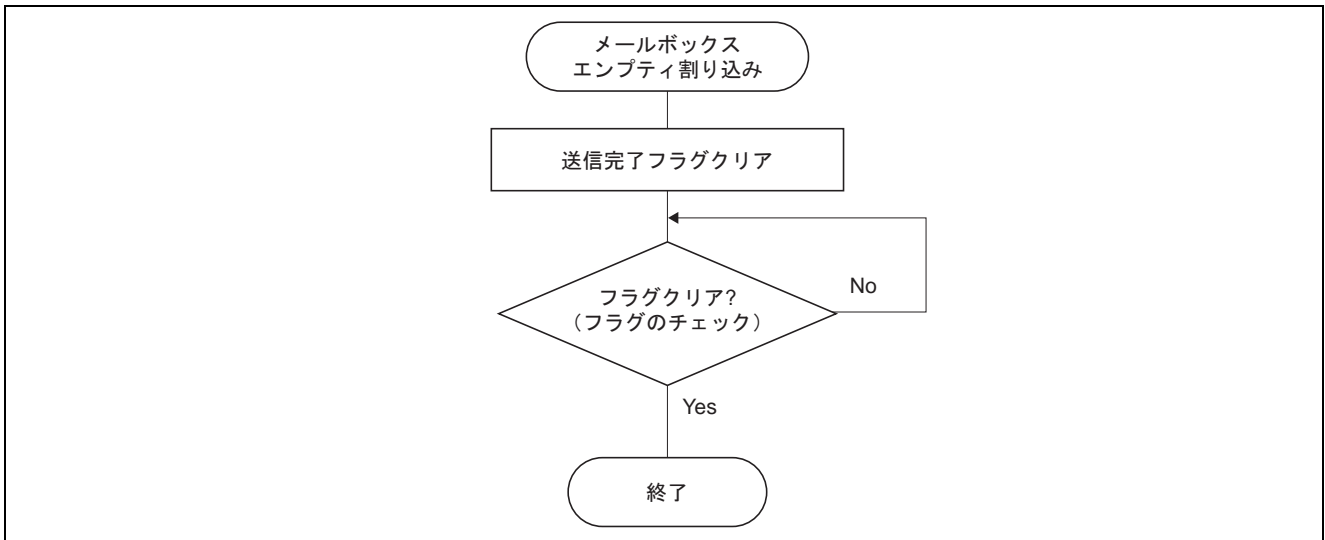 メールボックス
エンプティ割り込み
送信完了フラグクリア
フラグクリア?
（フラグのチェック）
No
Yes
終了